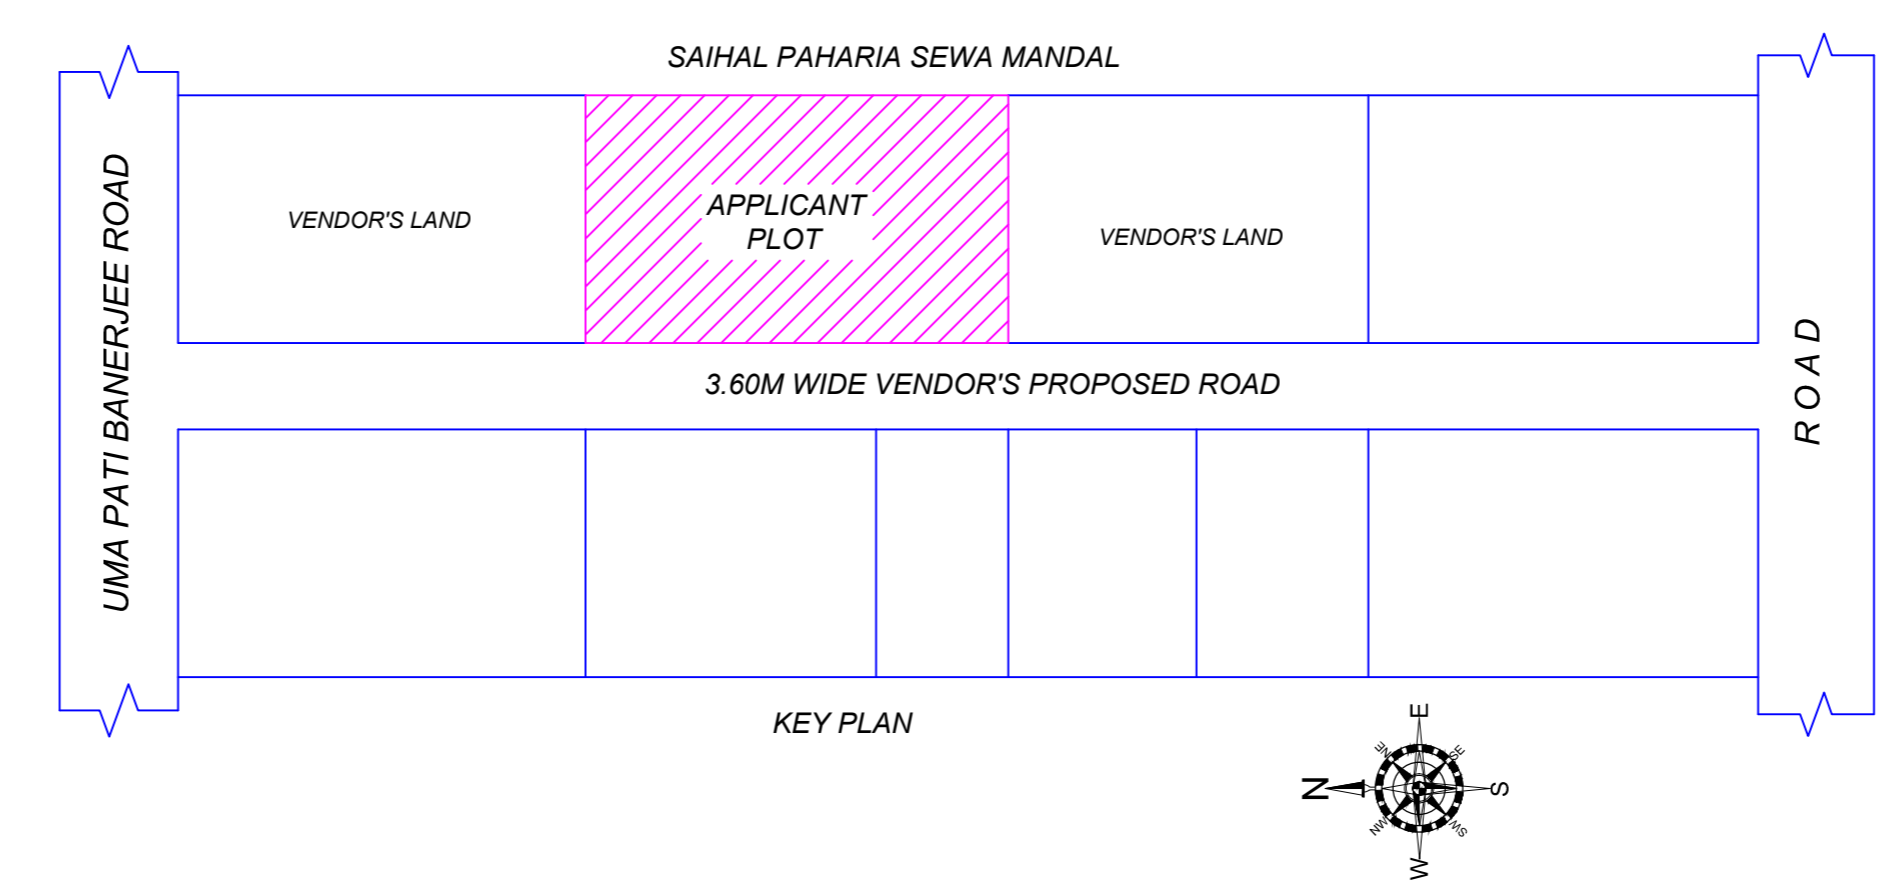 SAIHAL PAHARIA SEWA MANDAL
UMA PATI BANERJEE ROAD
VENDOR'S LAND
APPLICANT
PLOT
VENDOR'S LAND
ROAD
3.60M WIDE VENDOR'S PROPOSED ROAD
KEY PLAN
E
NE
SE
N
S
NW
SW
W